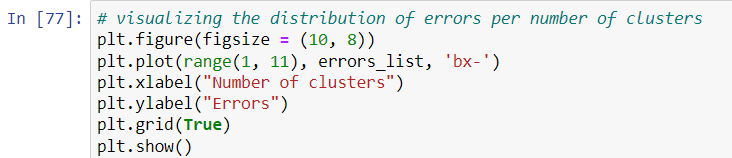 In [77]: # visualizing the distribution of errors per number of clusters
plt.figure(figsize = (10, 8))
plt.plot(range(1, 11), errors_list, 'bx-')
plt.xlabel("Number of clusters")
plt.ylabel("Errors")
plt.grid(True)
plt.show()